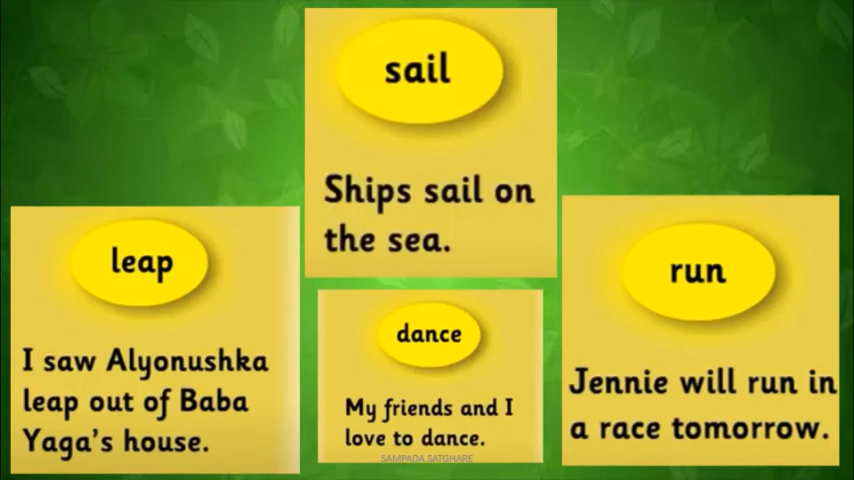 sail
Ships sail on
the sea.
leap
I saw Alyonushka
leap out of Baba
Yaga's house.
dance
My friends and I
love to dance.
SAMPADA SATGHARE
run
Jennie will run in
a race tomorrow.